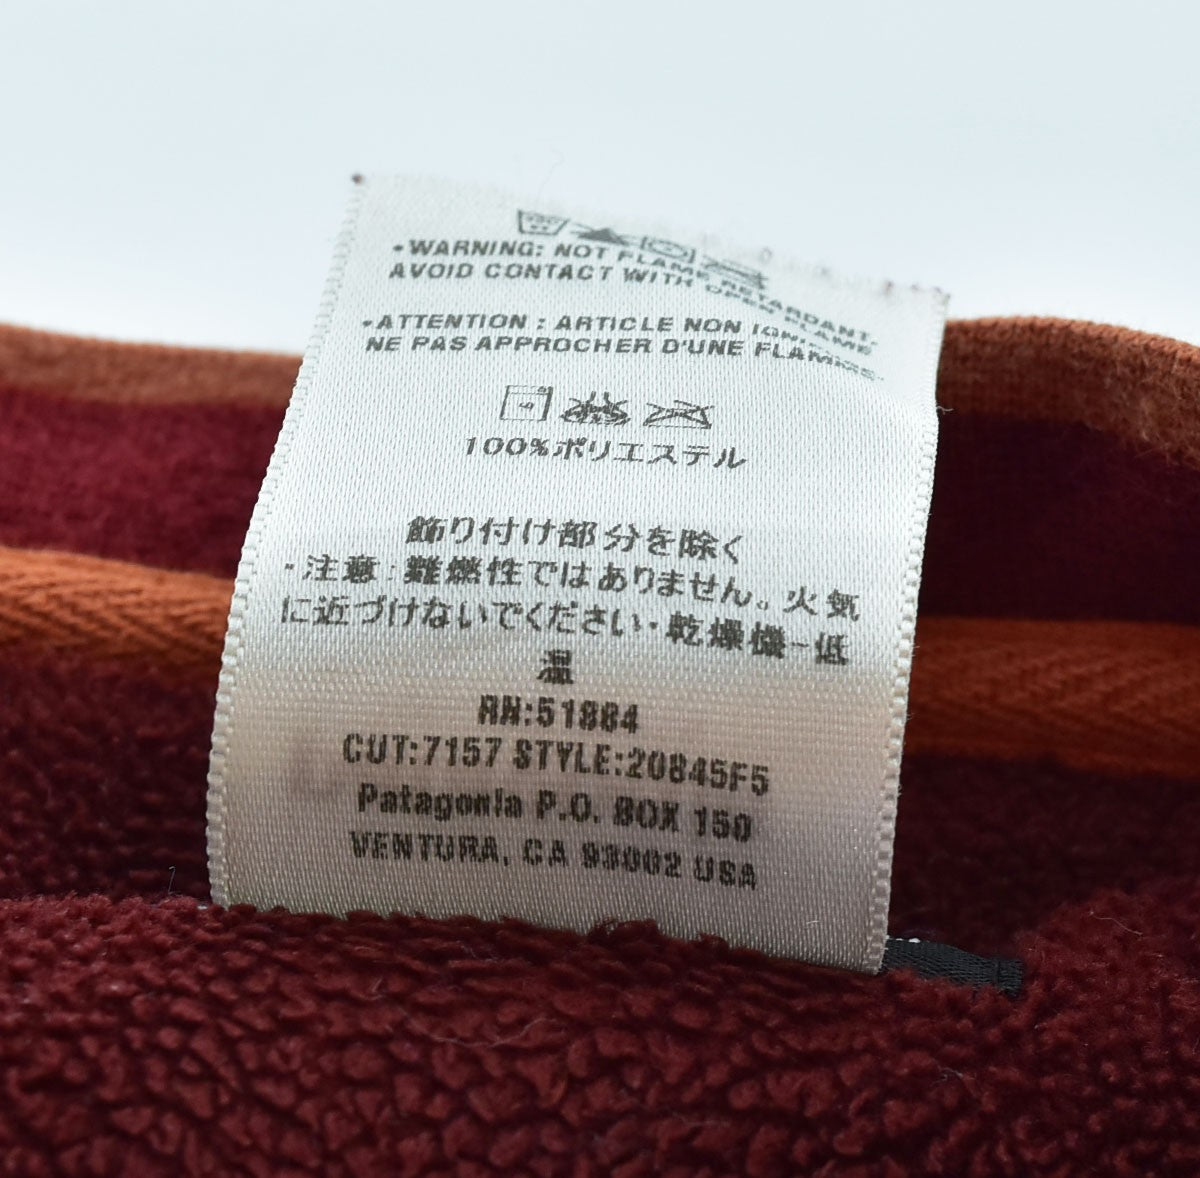 •WARNING: NOT FLAME RETARDANT.
AVOID CONTACT WITH OPEN FLAME
•ATTENTION : ARTICLE NON
NE PAS APPROCHER D'UNE FLAMME.
100%ポリエステル
飾り付け部分を除く
・注意：難燃性ではありません。火気
に近づけないでください・乾燥機－低
温
RN:51884
CUT:7157 STYLE:20845F5
Patagonia P.O. BOX 150
VENTURA, CA 93002 USA